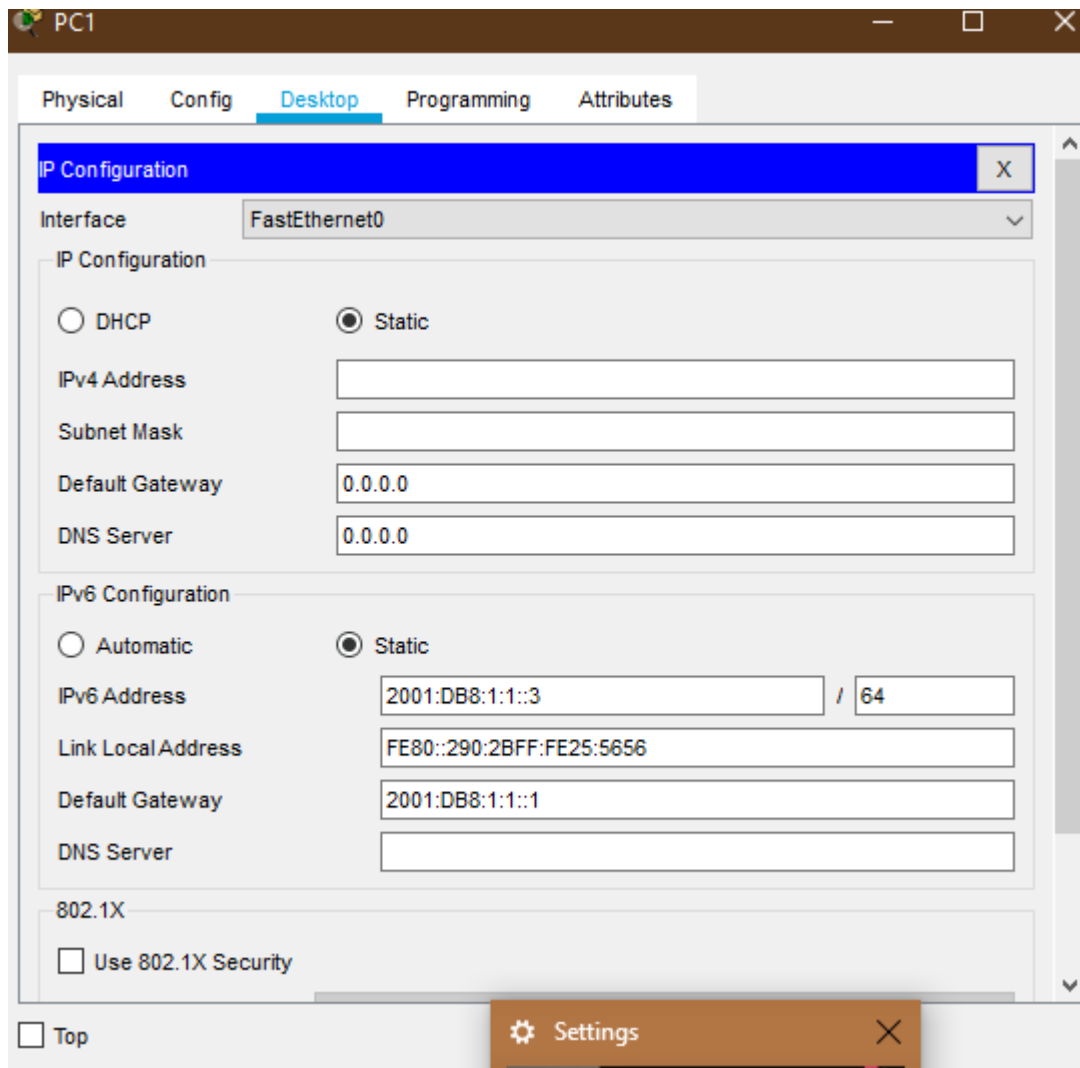 PC1
Physical Config Desktop Programming Attributes
IP Configuration X
Interface FastEthernet0
IP Configuration
DHCP Static
IPv4 Address
Subnet Mask
Default Gateway 0.0.0.0
DNS Server 0.0.0.0
IPv6 Configuration
Automatic Static
IPv6 Address 2001:DB8:1:1::3 / 64
Link Local Address FE80::290:2BFF:FE25:5656
Default Gateway 2001:DB8:1:1::1
DNS Server
802.1X
Use 802.1X Security
Top
Settings